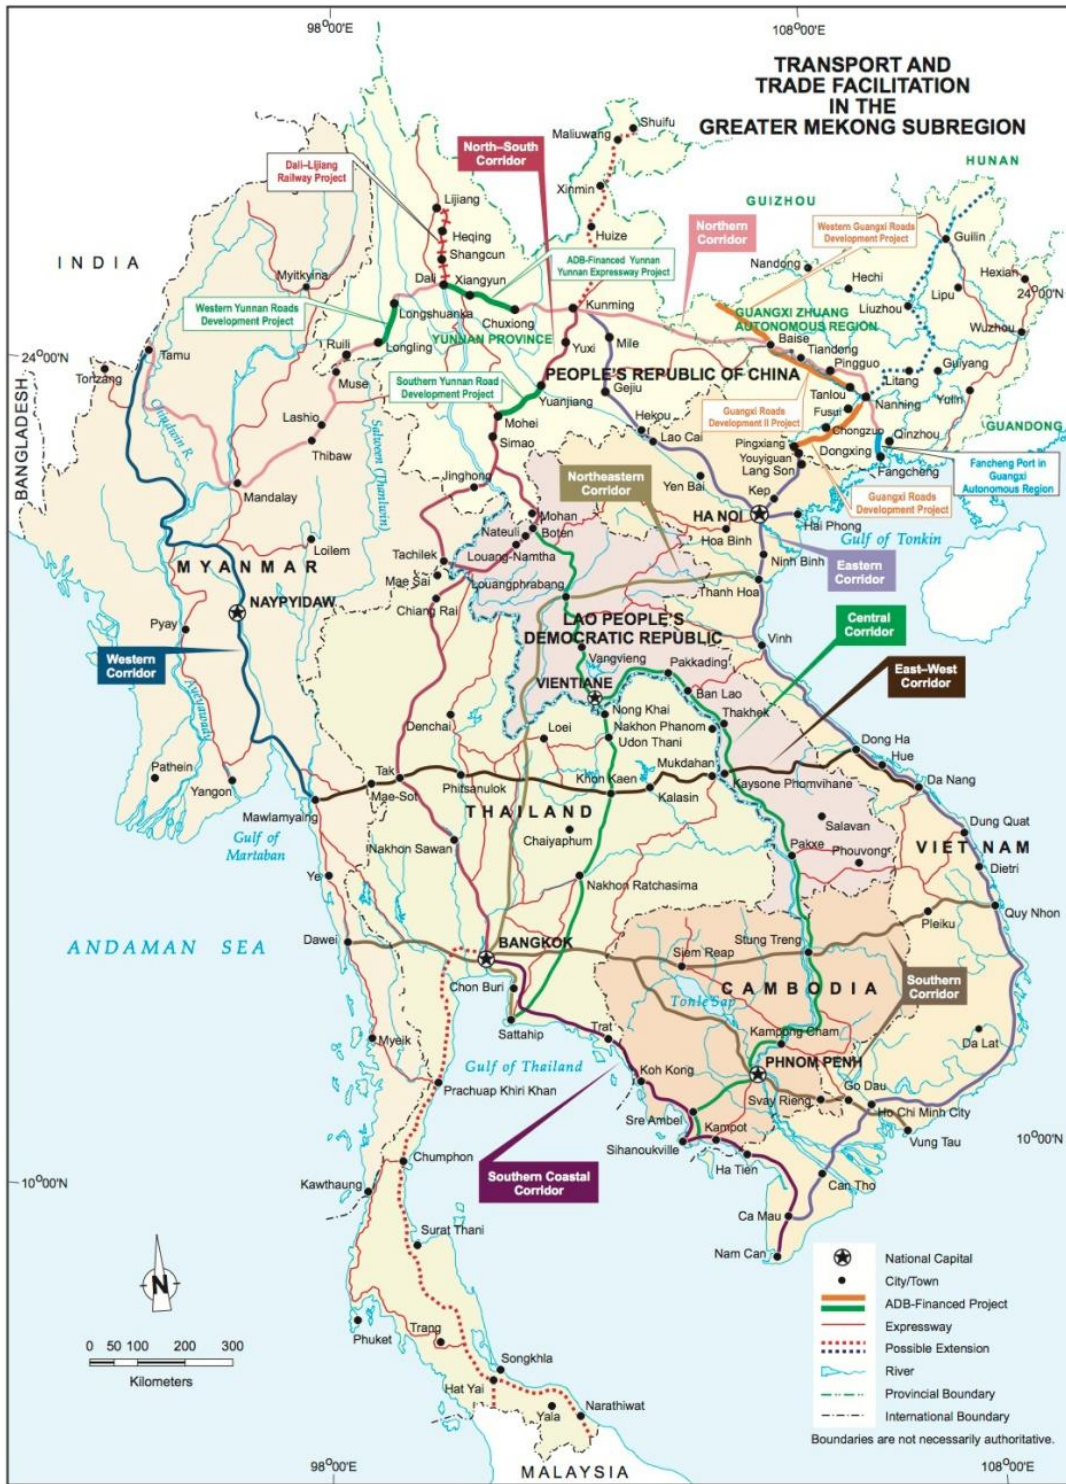 98°00'E
108°00'E
TRANSPORT AND
TRADE FACILITATION
IN THE
GREATER MEKONG SUBREGION
Shuifu
Maliuwang
North–South
Corridor
HUNAN
Dali–Lijiang
Railway Project
Xinmin
GUIZHOU
Lijiang
Northern
Corridor
Western Guangxi Roads
Development Project
Huize
Heqing
Guilin
INDIA
Shangcun
ADB-Financed Yunnan
Yunnan Expressway Project
Nandong
Hechi
Hexian
Myitkyina
Dali
Xiangyun
Lipu
24°00'N
Western Yunnan Roads
Development Project
Longshuanka
Chuxiong
Kunming
GUANGXI ZHUANG
AUTONOMOUS REGION
Liuzhou
Wuzhou
YUNNAN PROVINCE
Longling
Ruili
Yuxi
Mile
Baise
Tiandeng
Pingguo
Guiyang
24°00'N
Tamu
Tonzang
Muse
Southern Yunnan Road
Development Project
PEOPLE'S REPUBLIC OF CHINA
Litang
Yulin
BANGLADESH
Gejiu
Yuanjiang
Tanlou
Nanning
Lashio
Mohei
Hekou
Guangxi Roads
Development II Project
Fusui
Chindwin R.
Salween (Thanlwin)
Simao
Lao Cai
Chongzuo
Qinzhou
GUANDONG
Thibaw
Pingxiang
Youyiguan
Dongxing
Lang Son
Fangcheng
Fancheng Port in
Guangxi
Autonomous Region
Mandalay
Jinghong
Northeastern
Corridor
Yen Bai
Kep
Guangxi Roads
Development Project
Mohan
HA NOI
Hai Phong
Nateuli
Boten
Hoa Binh
Gulf of Tonkin
Loilem
Louang-Namtha
Ninh Binh
MYANMAR
Tachilek
Mae Sai
Louangphrabang
Eastern
Corridor
Thanh Hoa
NAYPYIDAW
Chiang Rai
Pyay
LAO PEOPLE'S
DEMOCRATIC REPUBLIC
Central
Corridor
Vinh
Western
Corridor
Vangvieng
Pakkading
East–West
Corridor
VIENTIANE
Ban Lao
Ayeyarwady
Nong Khai
Thakhek
Denchai
Loei
Nakhon Phanom
Udon Thani
Dong Ha
Hue
Pathein
Yangon
Tak
Mae-Sot
Phitsanulok
Khon Kaen
Mukdahan
Kaysone Phomvihane
Da Nang
Mawlamyaing
Kalasin
THAILAND
Salavan
Dung Quat
Gulf of
Martaban
Nakhon Sawan
Chaiyaphum
Pakxe
Phouvong
VIET NAM
Ye
Nakhon Ratchasima
Dietri
Quy Nhon
Pleiku
ANDAMAN SEA
Dawei
BANGKOK
Siem Reap
Stung Treng
Chon Buri
CAMBODIA
Southern
Corridor
Tonle Sap
Sattahip
Trat
Kampong Cham
Da Lat
Myeik
Gulf of Thailand
Koh Kong
PHNOM PENH
Prachuap Khiri Khan
Svay Rieng
Go Dau
Ho Chi Minh City
Sre Ambel
Kampot
Vung Tau
10°00'N
Sihanoukville
Ha Tien
Chumphon
Southern Coastal
Corridor
Can Tho
10°00'N
Kawthaung
Ca Mau
Surat Thani
Nam Can
N
National Capital
City/Town
ADB-Financed Project
Expressway
Possible Extension
River
Provincial Boundary
International Boundary
Boundaries are not necessarily authoritative.
Phuket
Trang
0 50 100 200 300
Kilometers
Songkhla
Hat Yai
Yala
Narathiwat
98°00'E
MALAYSIA
108°00'E